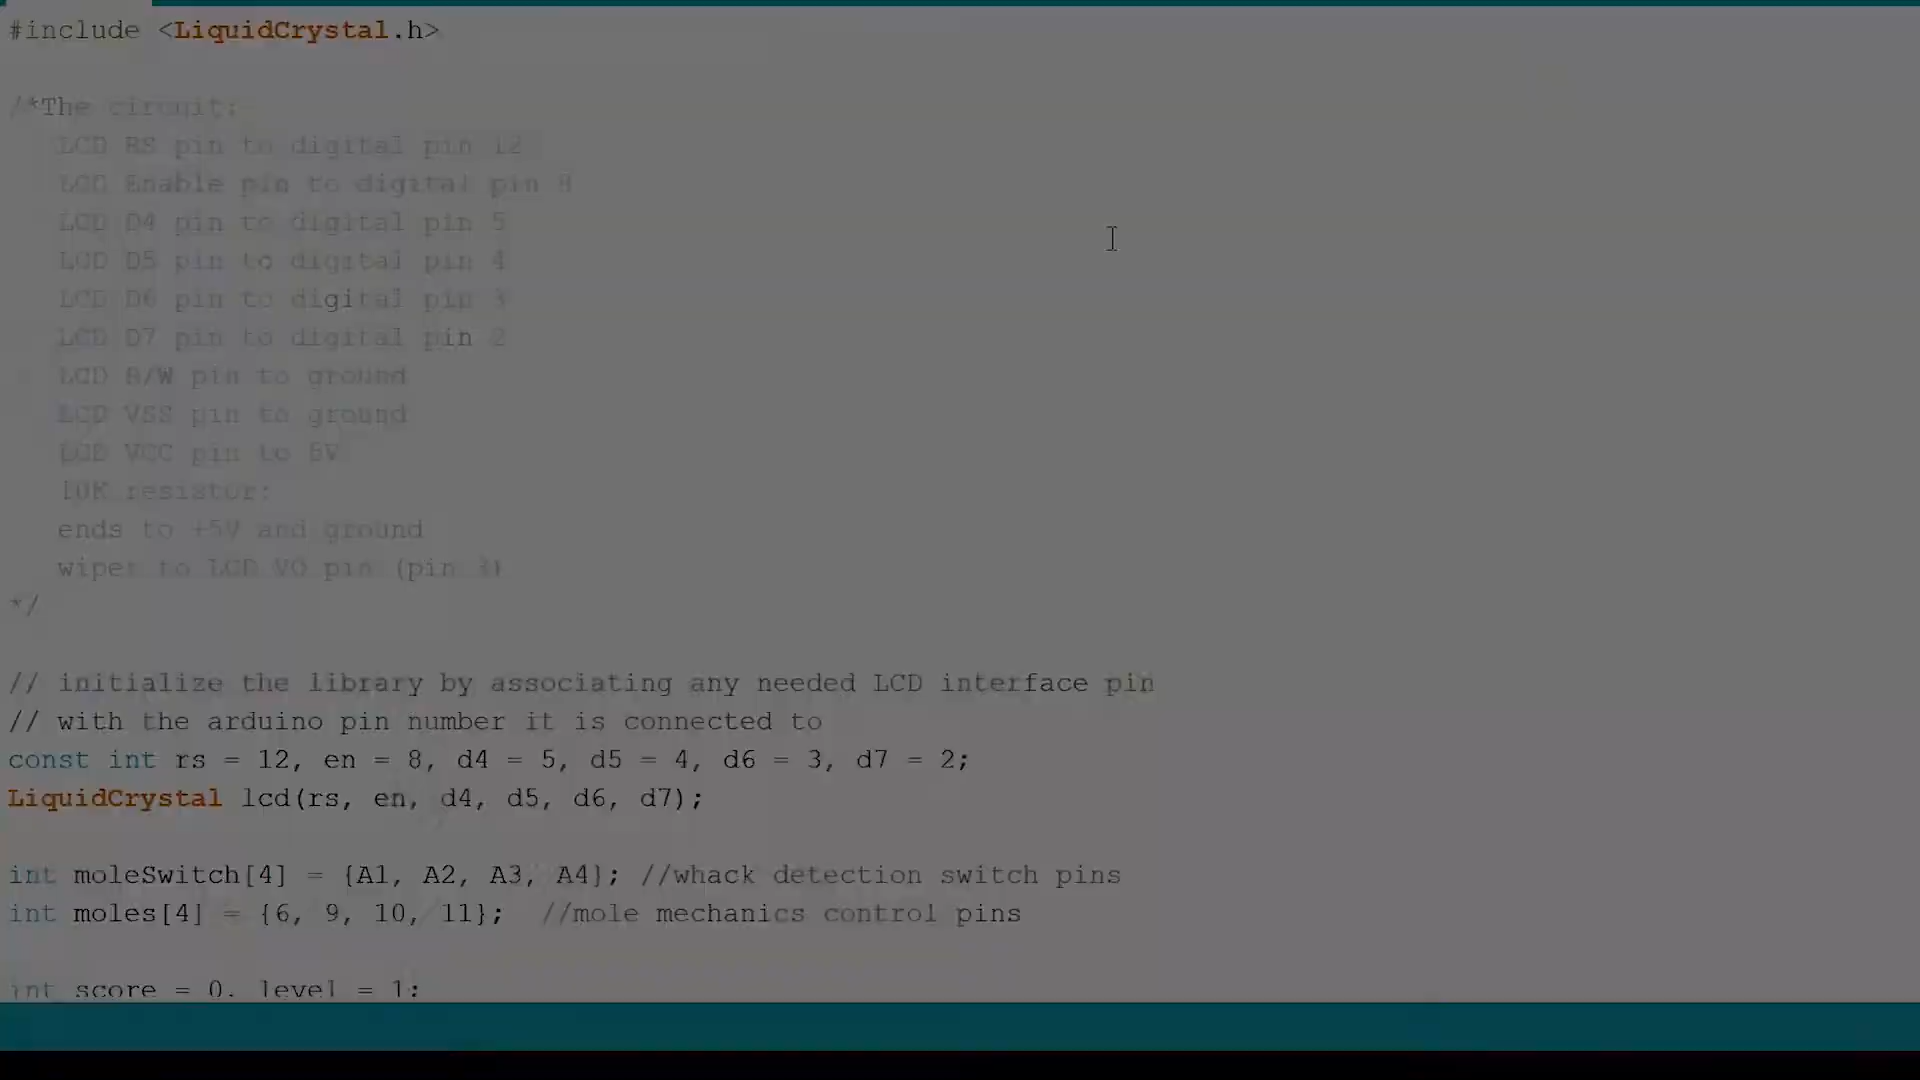 #include <LiquidCrystal.h>
/*The circuit:
LCD RS pin to digital pin 12
LCD Enable pin to digital pin 8
LCD D4 pin to digital pin 5
LCD D5 pin to digital pin 4
LCD D6 pin to digital pin 3
LCD D7 pin to digital pin 2
LCD R/W pin to ground
LCD VSS pin to ground
LCD VCC pin to 5V
10K resistor:
ends to +5V and ground
wiper to LCD VO pin (pin 3)
*/
// initialize the library by associating any needed LCD interface pin
// with the arduino pin number it is connected to
const int rs = 12, en = 8, d4 = 5, d5 = 4, d6 = 3, d7 = 2;
LiquidCrystal lcd(rs, en, d4, d5, d6, d7);
int moleSwitch[4] = {A1, A2, A3, A4}; //whack detection switch pins
int moles[4] = {6, 9, 10, 11};  //mole mechanics control pins
int score = 0, level = 1;